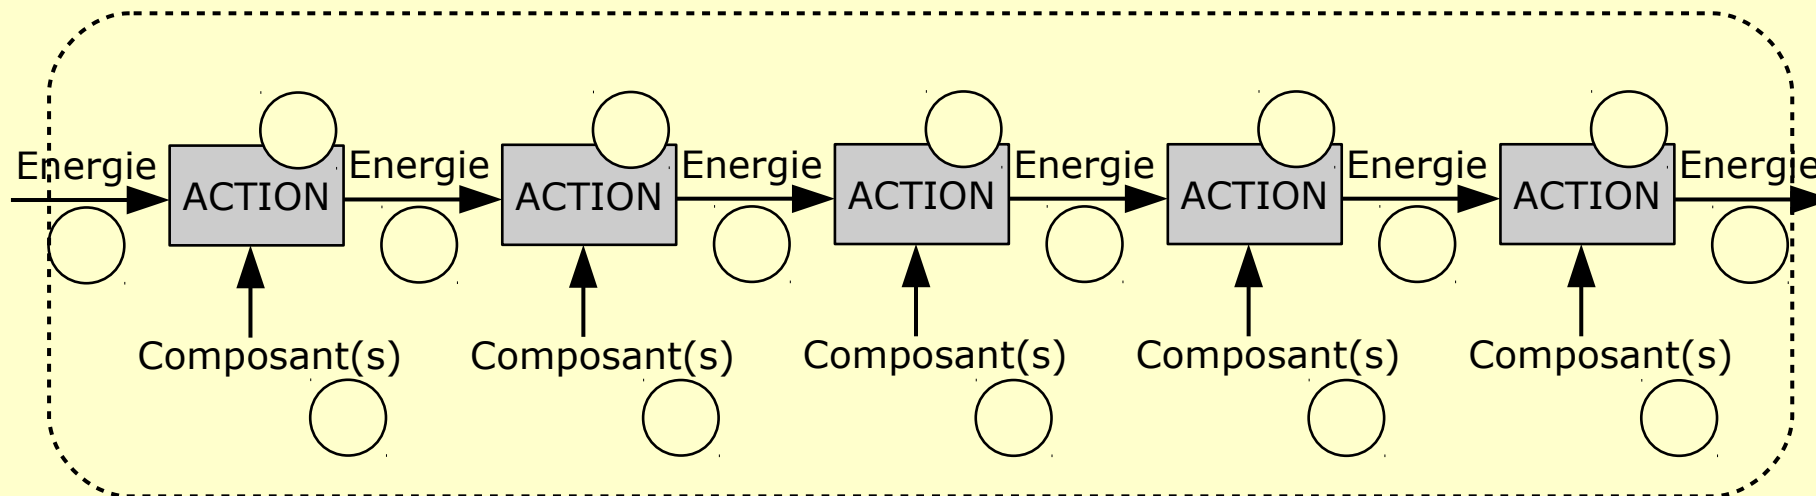 Energie Energie Energie Energie Energie Energie
ACTION ACTION ACTION ACTION ACTION
Composant(s) Composant(s) Composant(s) Composant(s) Composant(s)